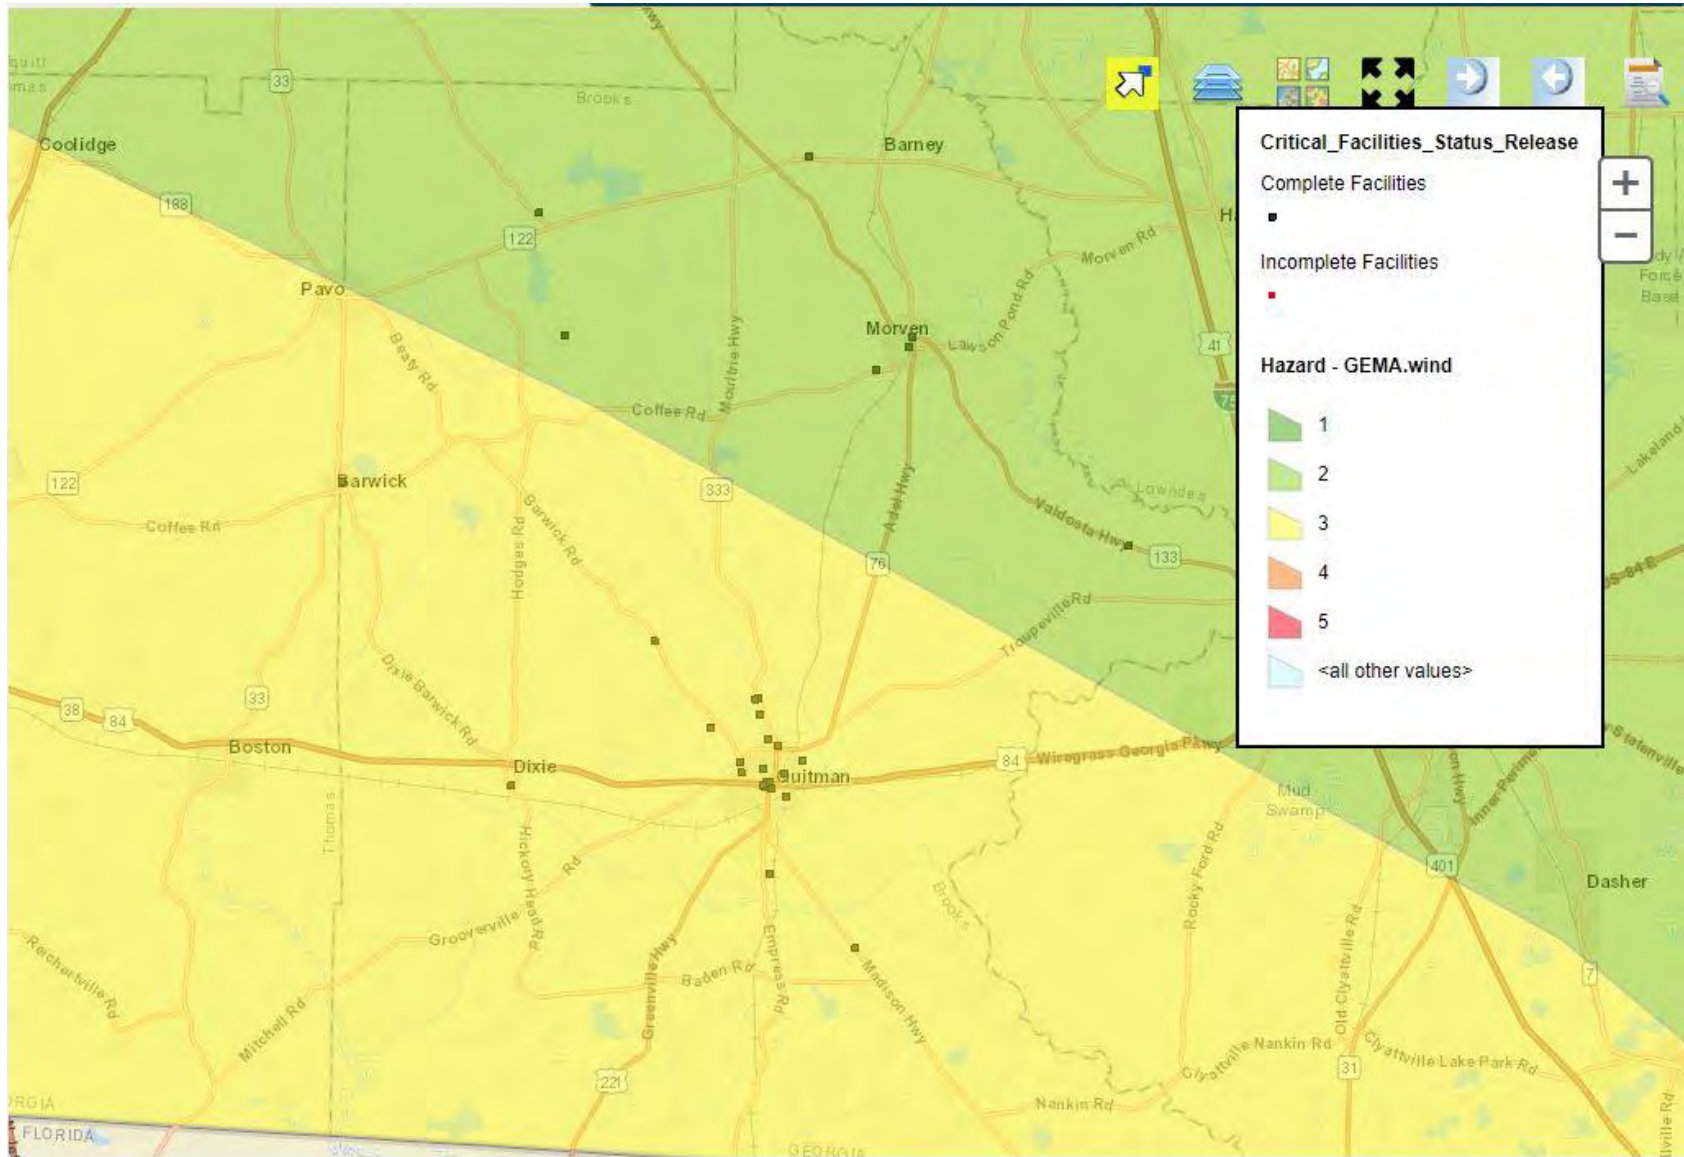 33
Brooks
Coolidge
Barney
188
122
Pavo
Morven Rd
Morven
Lawson Pond Rd
41
75
Beaty Rd
Moultrie Hwy
Coffee Rd
122
Barwick
333
Adel Hwy
Lowndes
Lakeland
Coffee Rd
Hodges Rd
Barwick Rd
Valdosta Hwy
133
76
Troupeville Rd
Dixie Barwick Rd
33
38
84
Boston
Dixie
Quitman
84
Wiregrass Georgia Pkwy
Thomas
Mud
Swamp
Hickory Head Rd
Rocky Ford Rd
401
Dasher
Brooks
Grooverville Rd
Reichertville Rd
Baden Rd
Empress Rd
Greenville Hwy
Madison Hwy
Mitchell Rd
Old Clyattville Rd
7
Clyattville Nankin Rd
Clyattville Lake Park Rd
31
221
Nankin Rd
FLORIDA
GEORGIA
Critical_Facilities_Status_Release
Complete Facilities
Incomplete Facilities
Hazard - GEMA.wind
1
2
3
4
5
<all other values>
+
−